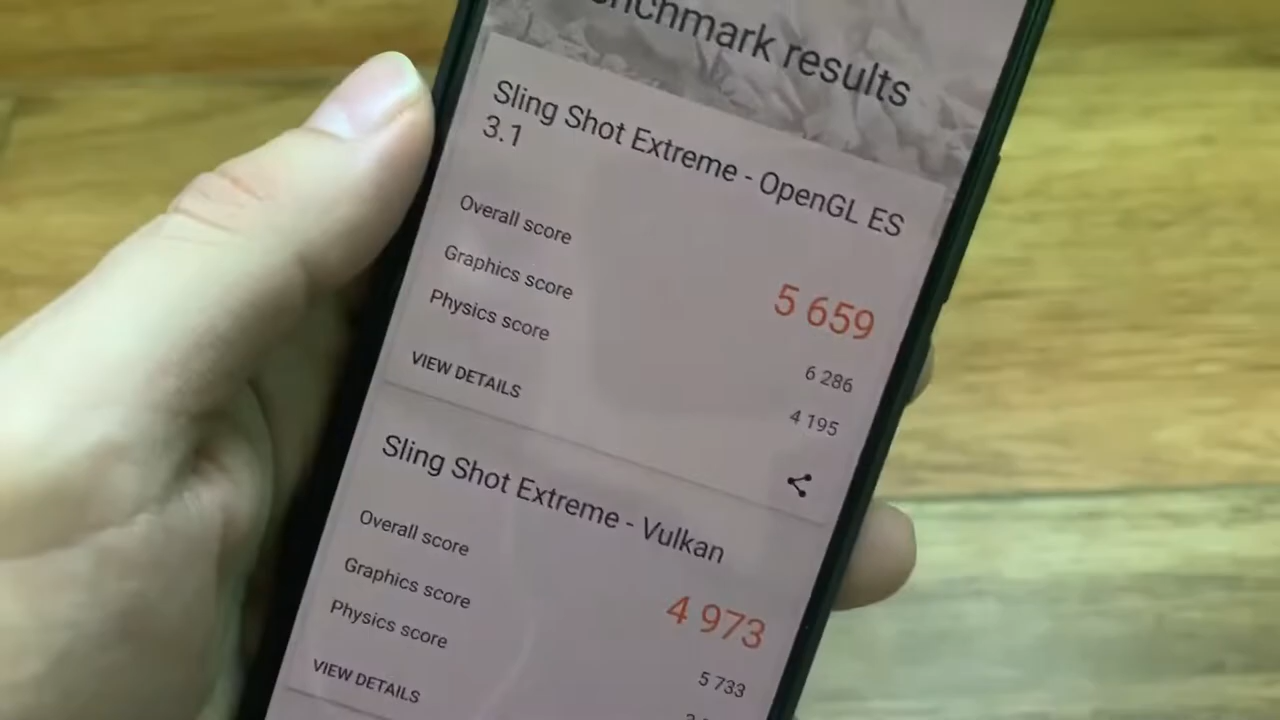 results
Sling Shot Extreme - OpenGL ES
3.1
Overall score
5 659
Graphics score
6 286
Physics score
4 195
VIEW DETAILS
Sling Shot Extreme - Vulkan
Overall score
4 973
Graphics score
5 733
Physics score
VIEW DETAILS